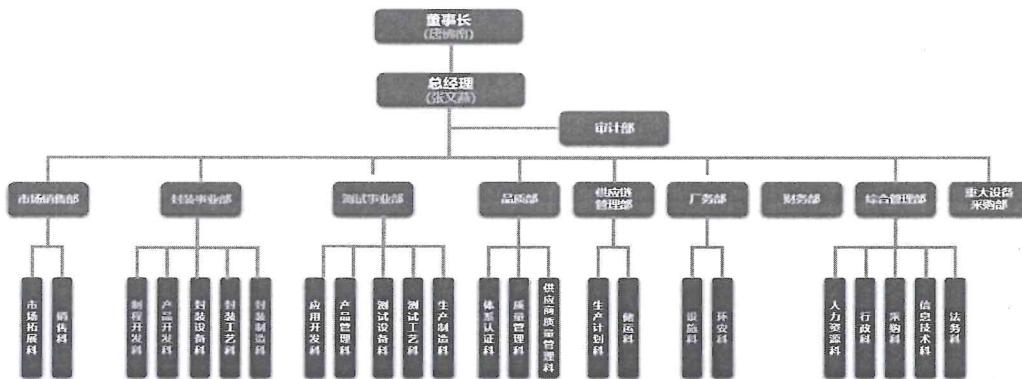 董事长
总经理
(张文燕)
审计部
市场销售部
封装事业部
测试事业部
品质部
供应链
管理部
厂务部
财务部
综合管理部
重大设备
采购部
市场拓展科
销售科
制程开发科
产品开发科
封装设备科
封装工艺科
封装制造科
应用开发科
产品管理科
测试设备科
测试工艺科
生产制造科
体系认证科
质量管理科
供应商质量管理科
生产计划科
储运科
设施科
环安科
人力资源科
行政科
采购科
信息技术科
法务科